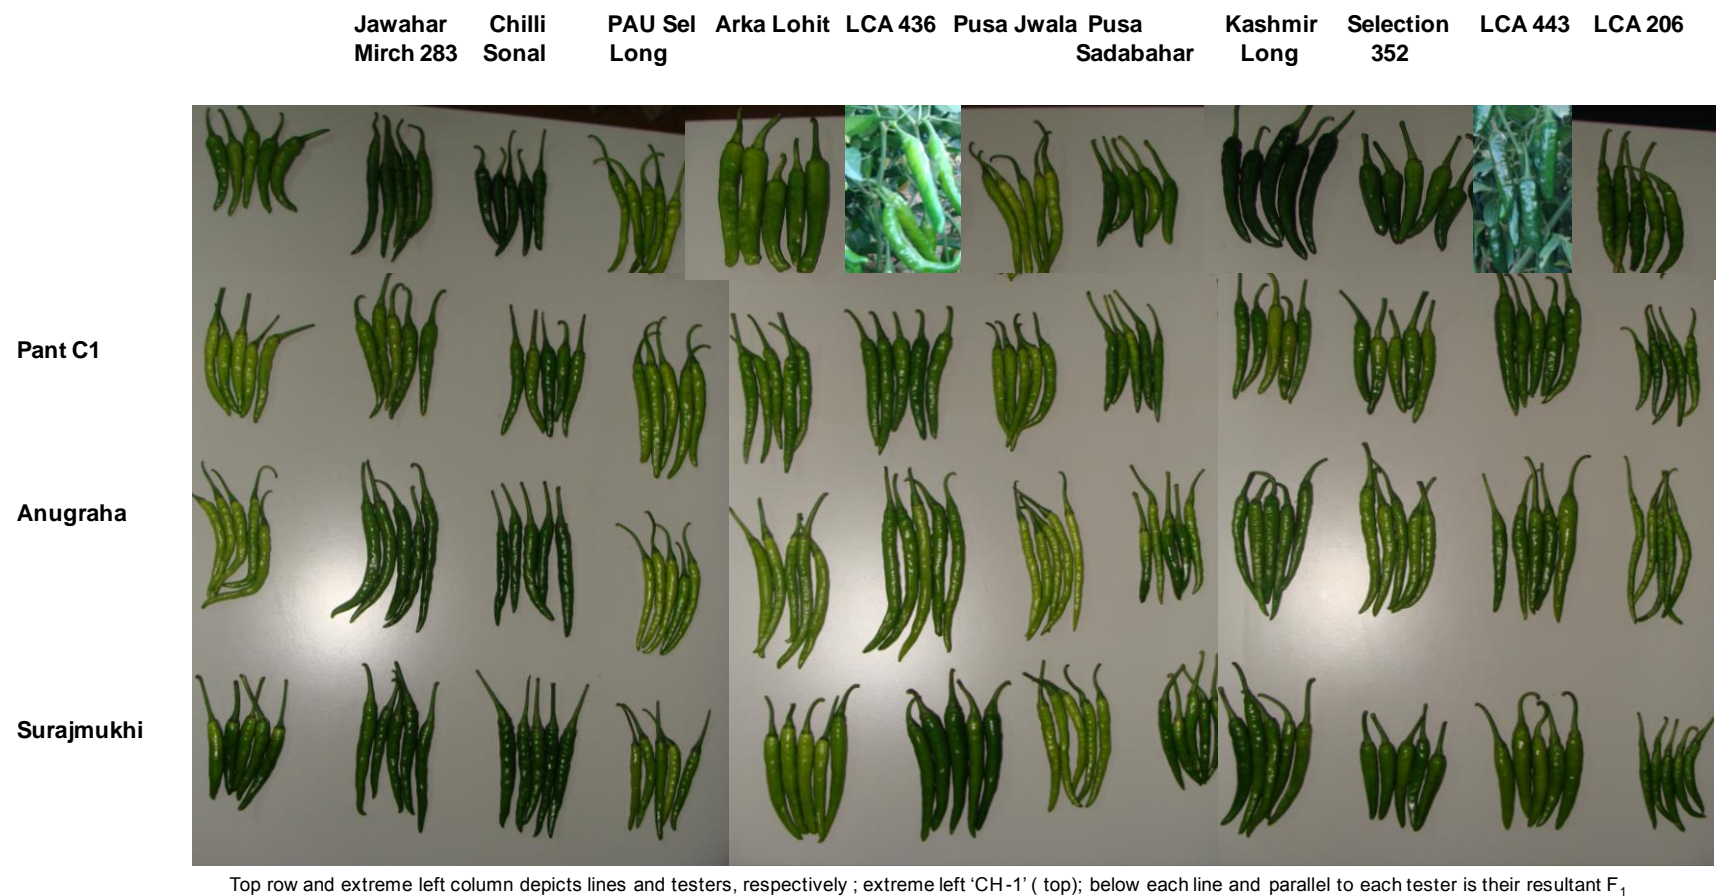 Jawahar Chilli PAU Sel Arka Lohit LCA 436 Pusa Jwala Pusa Kashmir Selection LCA 443 LCA 206
Mirch 283 Sonal Long Sadabahar Long 352
Pant C1
Anugraha
Surajmukhi
Top row and extreme left column depicts lines and testers, respectively ; extreme left ‘CH-1’ ( top); below each line and parallel to each tester is their resultant F1